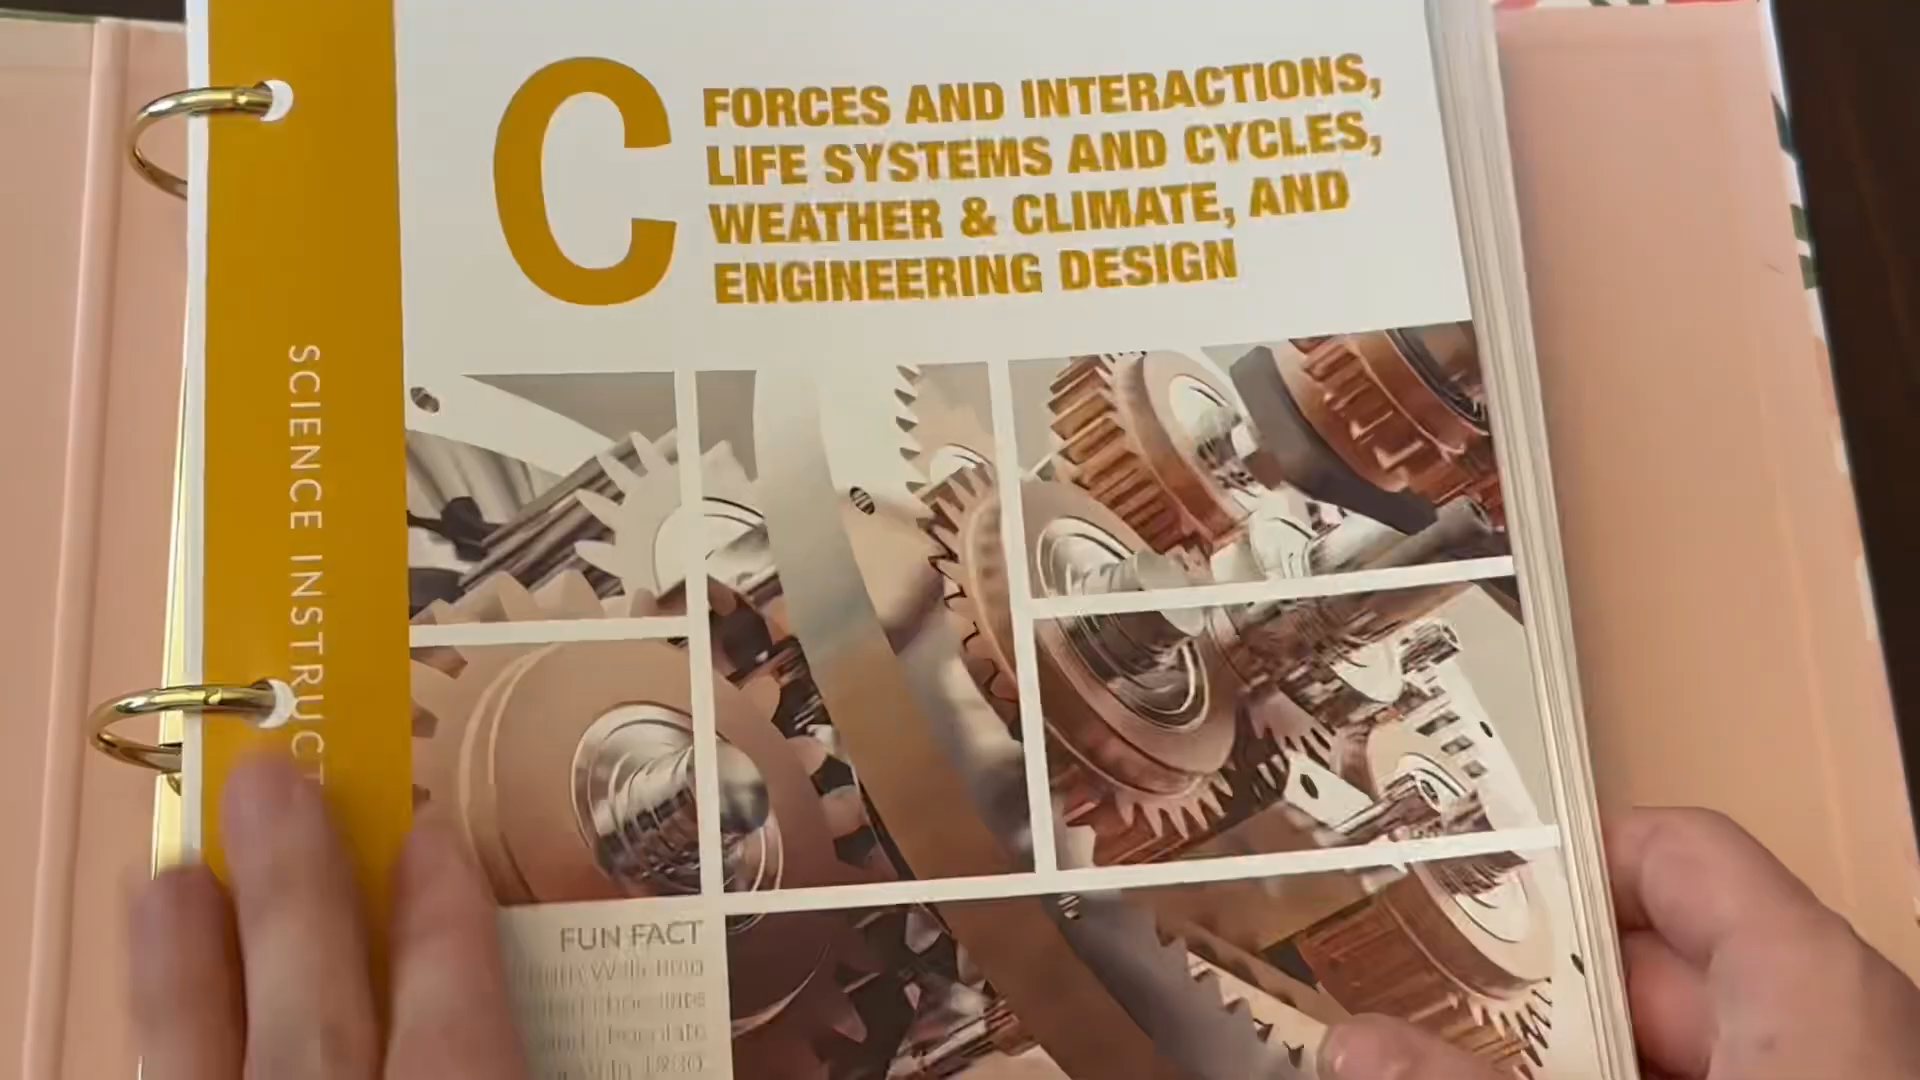 C
FORCES AND INTERACTIONS,
LIFE SYSTEMS AND CYCLES,
WEATHER & CLIMATE, AND
ENGINEERING DESIGN
SCIENCE INSTRUCT
FUN FACT